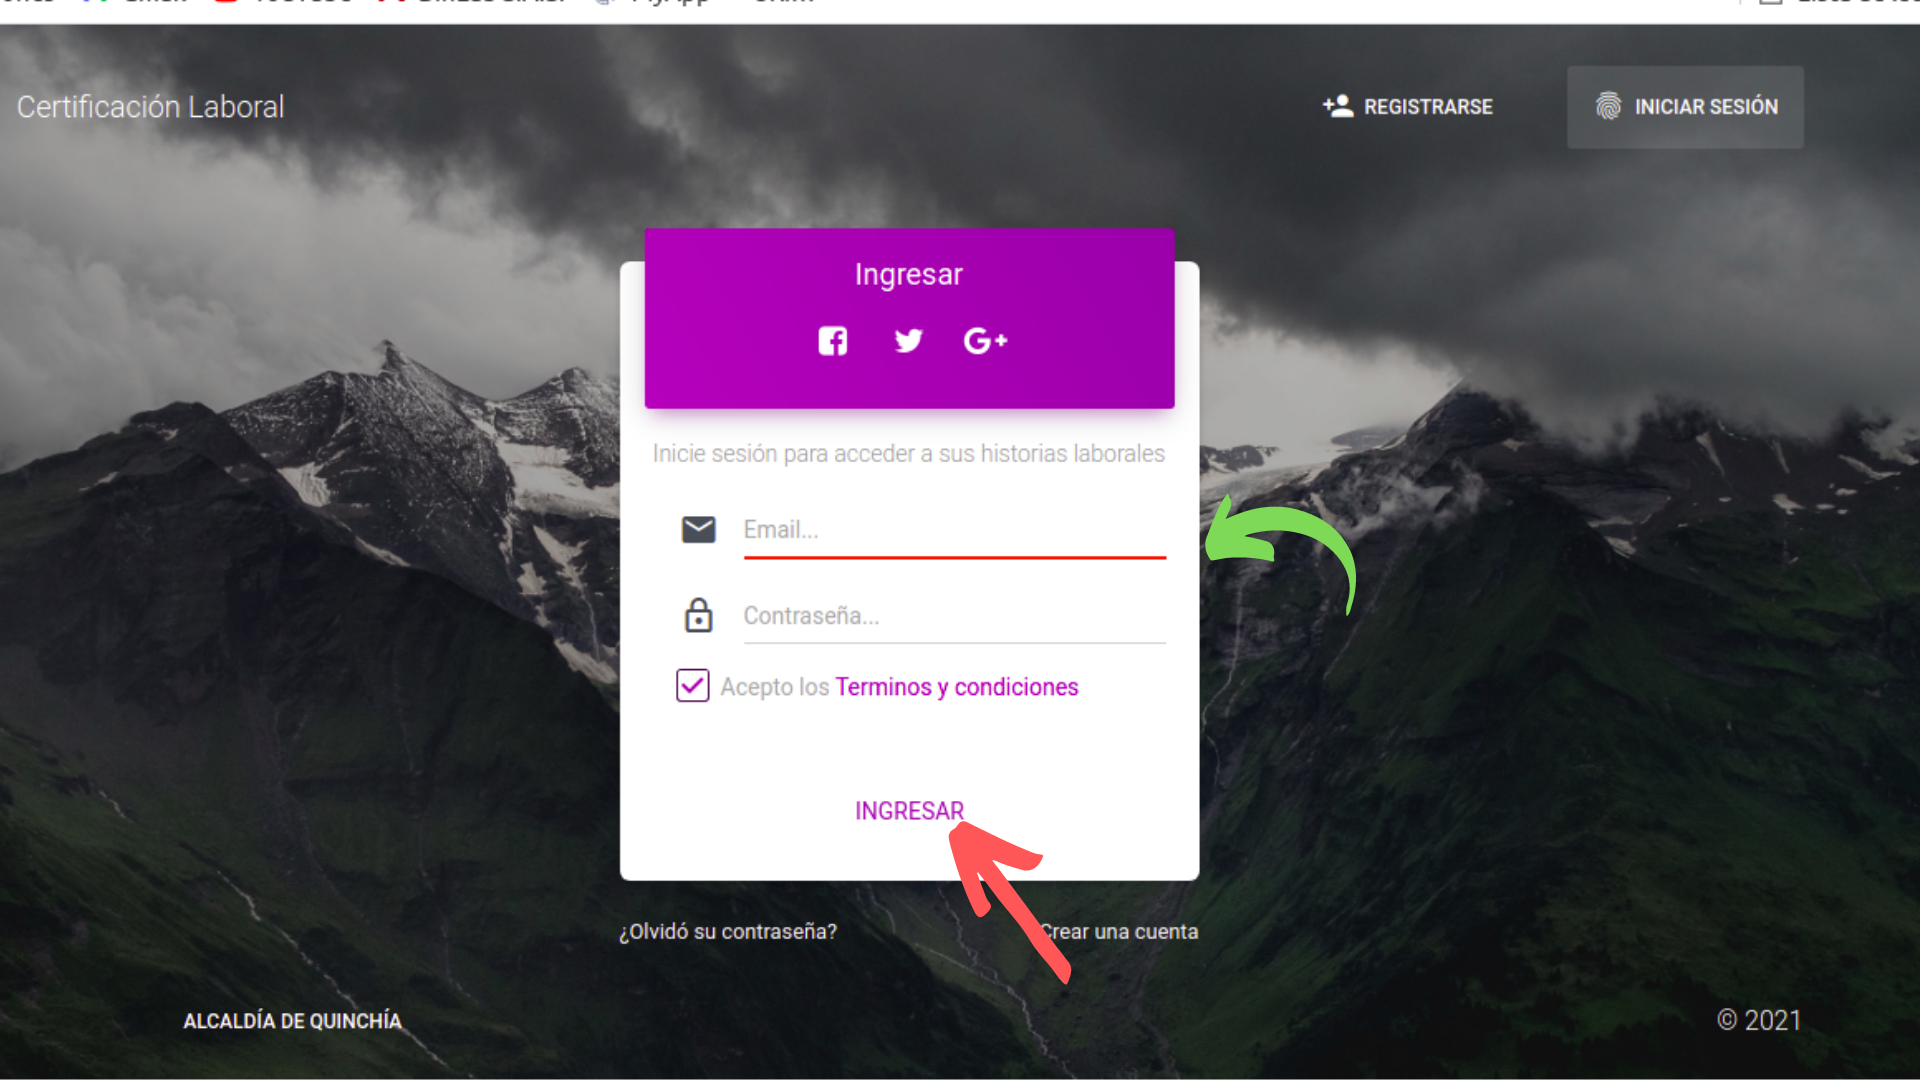 Certificación Laboral
REGISTRARSE
INICIAR SESIÓN
Ingresar
Inicie sesión para acceder a sus historias laborales
Email...
Contraseña...
Acepto los Terminos y condiciones
INGRESAR
¿Olvidó su contraseña?
Crear una cuenta
ALCALDÍA DE QUINCHÍA
© 2021